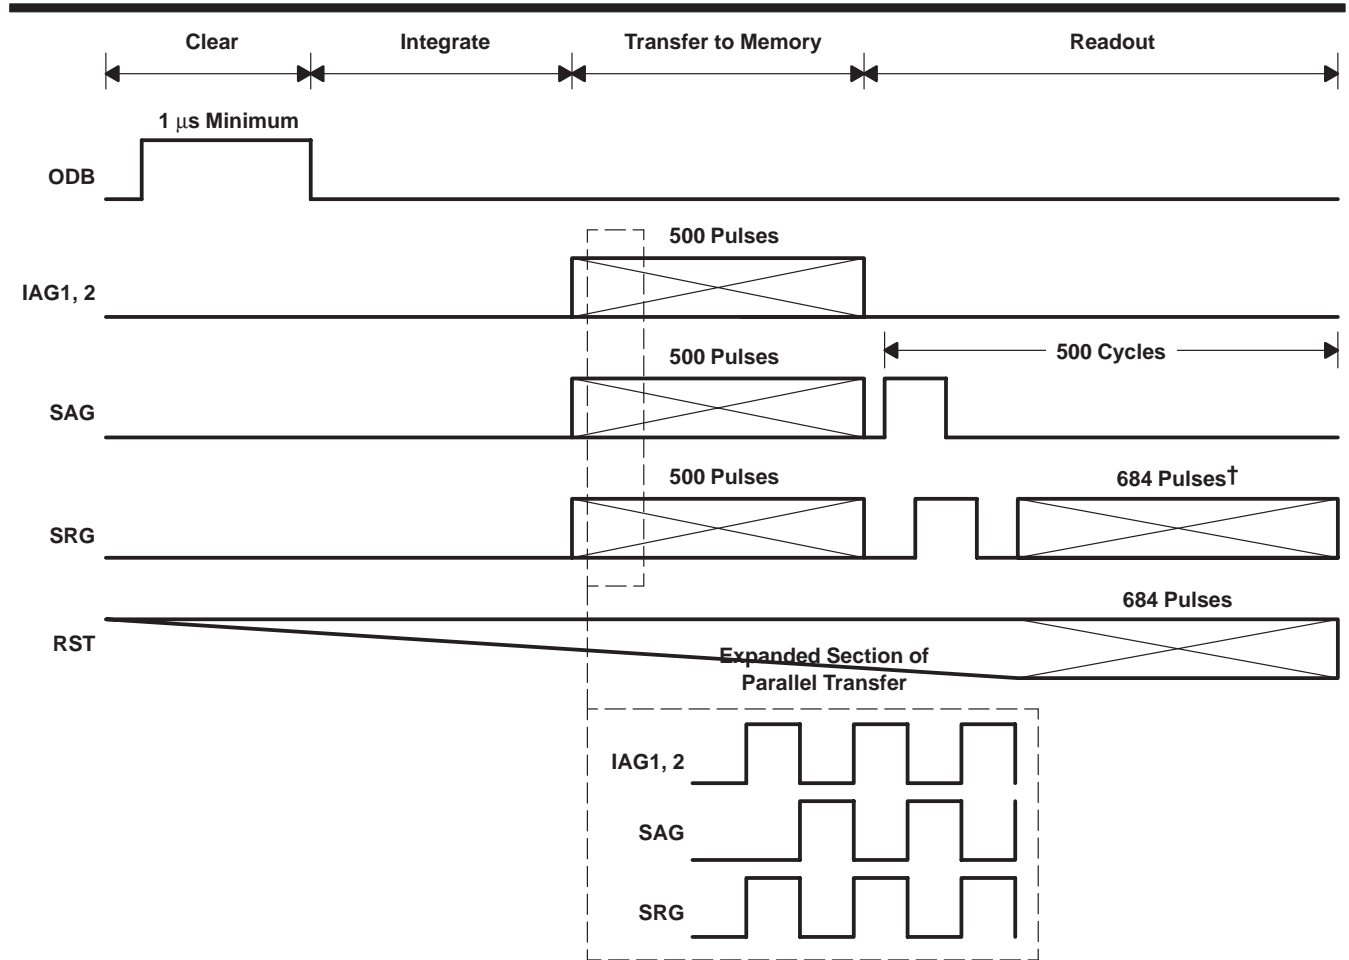 Clear Integrate Transfer to Memory Readout
1 μs Minimum
ODB
500 Pulses
IAG1, 2
500 Pulses 500 Cycles
SAG
500 Pulses 684 Pulses†
SRG
684 Pulses
RST
Expanded Section of
Parallel Transfer
IAG1, 2
SAG
SRG